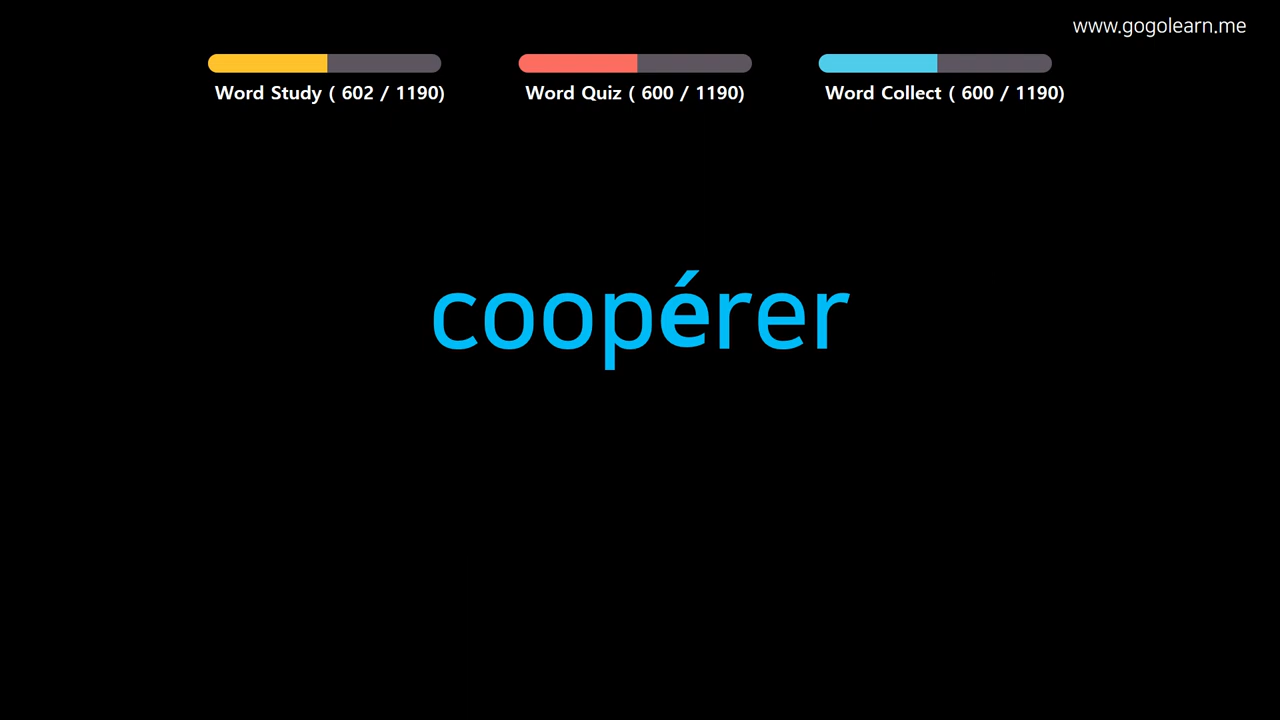 www.gogolearn.me
Word Study ( 602 / 1190)
Word Quiz ( 600 / 1190)
Word Collect ( 600 / 1190)
coopérer